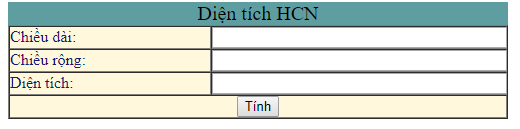 Diện tích HCN
Chiều dài:
Chiều rộng:
Diện tích:
Tính